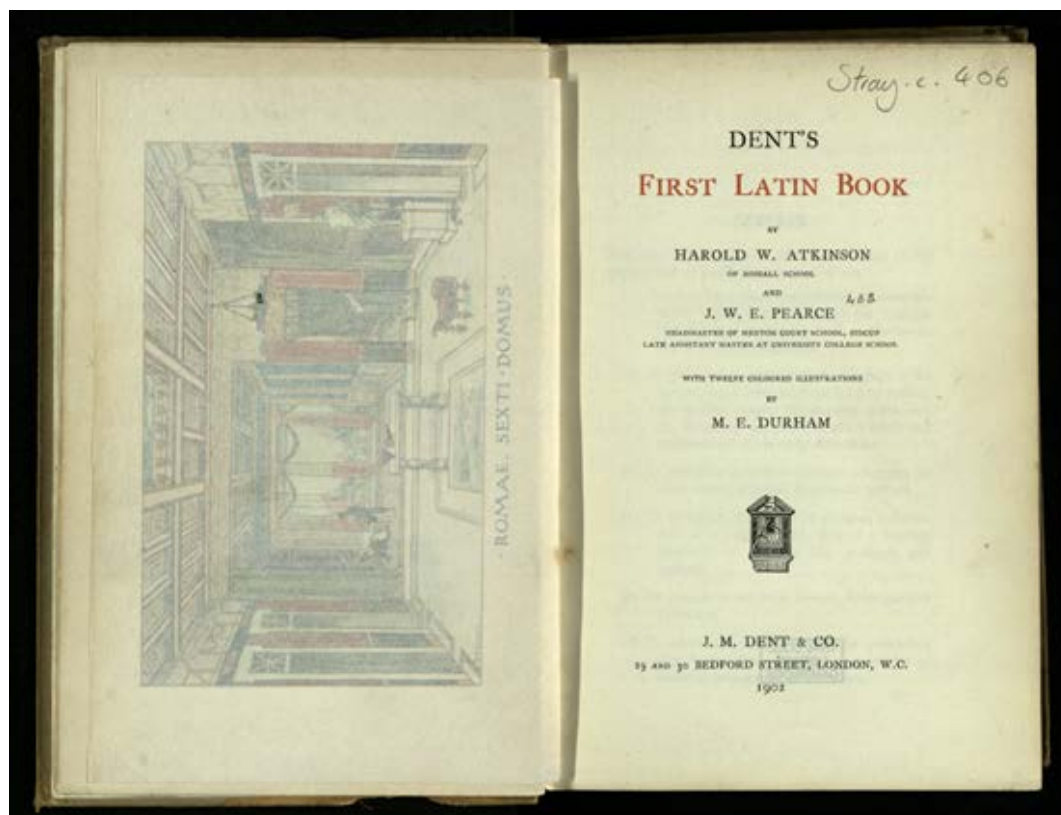 · ROMAE. SEXTI · DOMUS ·
Stray. c. 406
DENT'S
FIRST LATIN BOOK
BY
HAROLD W. ATKINSON
OF ROSSALL SCHOOL
AND
J. W. E. PEARCE
HEADMASTER OF MERTON COURT SCHOOL, SIDCUP
LATE ASSISTANT MASTER AT UNIVERSITY COLLEGE SCHOOL
WITH TWELVE COLOURED ILLUSTRATIONS
BY
M. E. DURHAM
J. M. DENT & CO.
29 AND 30 BEDFORD STREET, LONDON, W.C.
1902